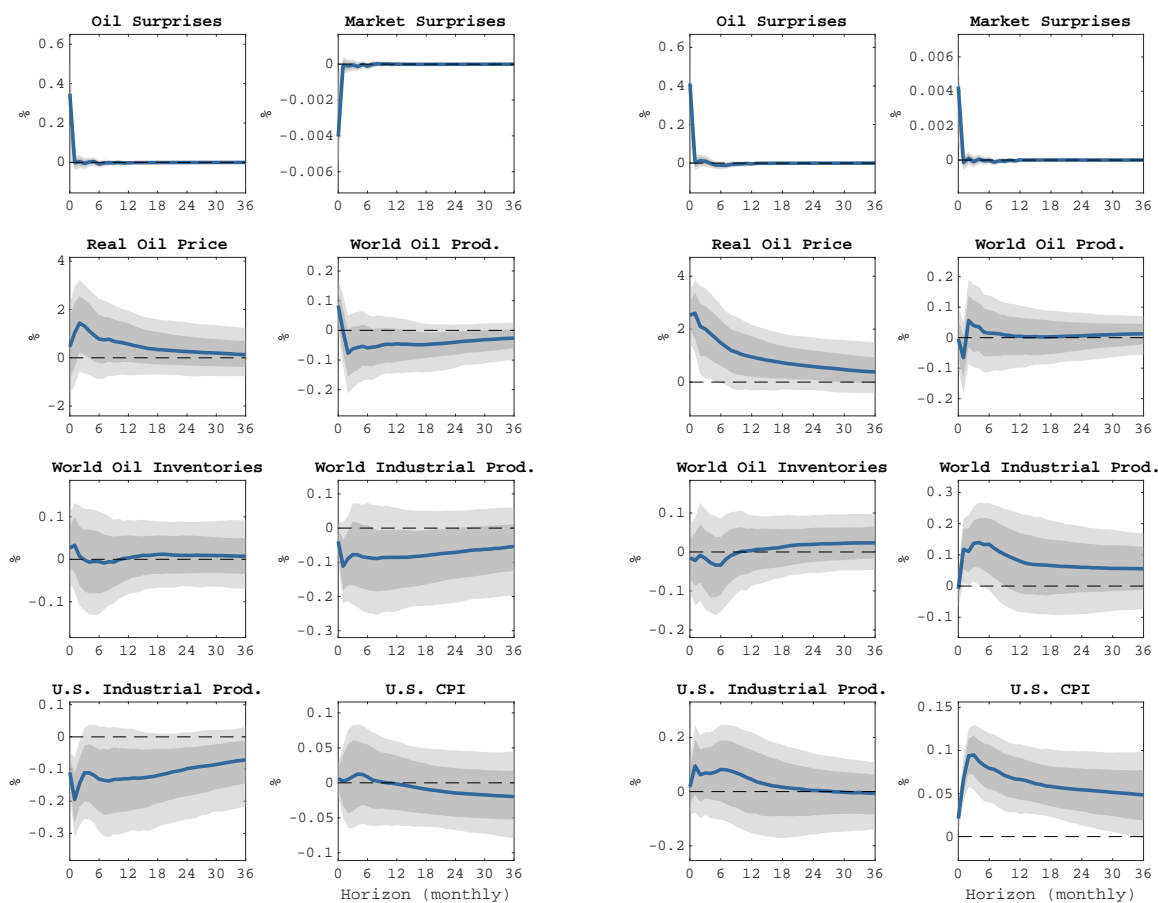 Oil Surprises
Market Surprises
Oil Surprises
Market Surprises
0.6
0.4
0.2
0
%
0 6 12 18 24 30 36
0
-0.002
-0.004
-0.006
%
0 6 12 18 24 30 36
0.6
0.4
0.2
0
%
0 6 12 18 24 30 36
0.006
0.004
0.002
0
%
0 6 12 18 24 30 36
Real Oil Price
World Oil Prod.
Real Oil Price
World Oil Prod.
4
2
0
-2
%
0 6 12 18 24 30 36
0.2
0.1
0
-0.1
-0.2
%
0 6 12 18 24 30 36
4
2
0
%
0 6 12 18 24 30 36
0.2
0.1
0
-0.1
-0.2
%
0 6 12 18 24 30 36
World Oil Inventories
World Industrial Prod.
World Oil Inventories
World Industrial Prod.
0.1
0
-0.1
%
0 6 12 18 24 30 36
0.1
0
-0.1
-0.2
-0.3
%
0 6 12 18 24 30 36
0.1
0
-0.1
-0.2
%
0 6 12 18 24 30 36
0.3
0.2
0.1
0
-0.1
%
0 6 12 18 24 30 36
U.S. Industrial Prod.
U.S. CPI
U.S. Industrial Prod.
U.S. CPI
0.1
0
-0.1
-0.2
-0.3
%
0 6 12 18 24 30 36
0.1
0.05
0
-0.05
-0.1
%
0 6 12 18 24 30 36
Horizon (monthly)
0.2
0
-0.2
%
0 6 12 18 24 30 36
0.15
0.1
0.05
0
%
0 6 12 18 24 30 36
Horizon (monthly)